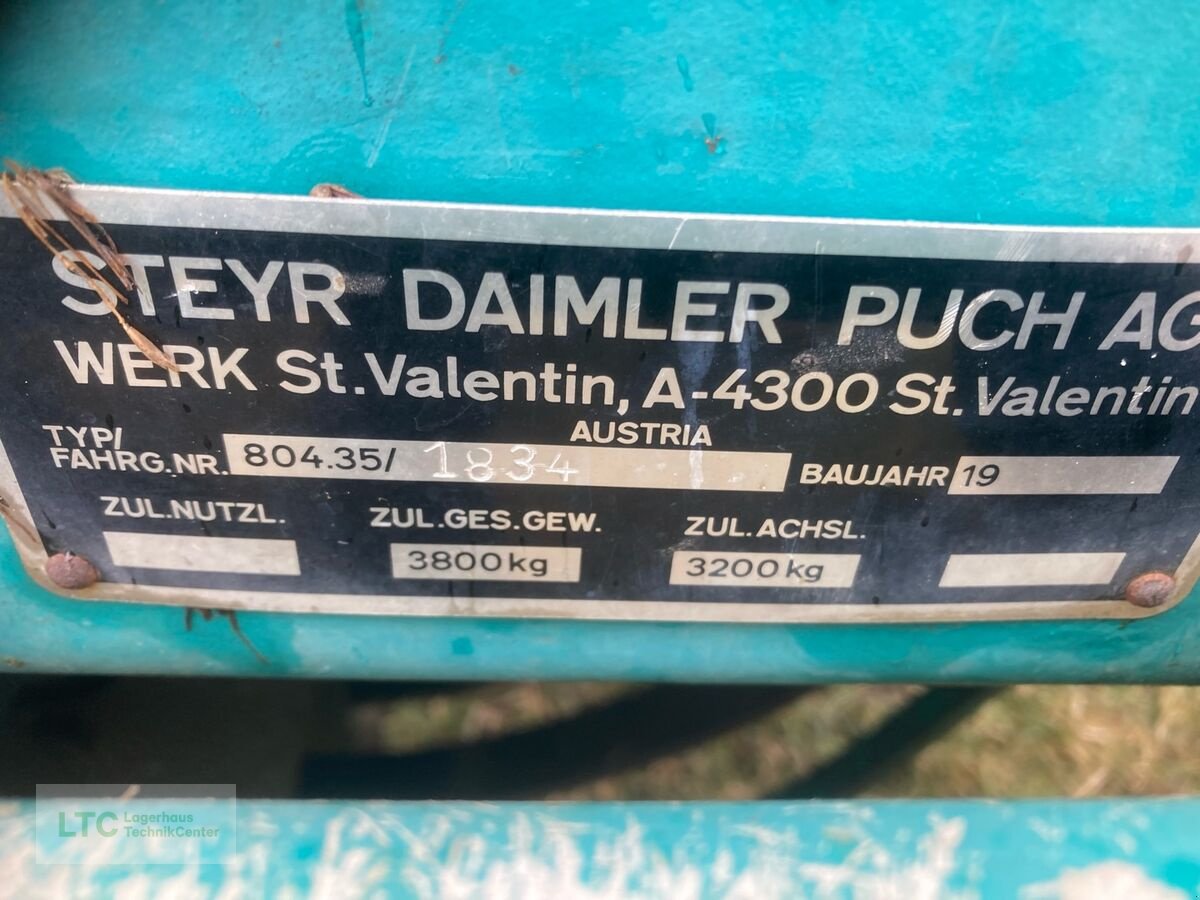 STEYR DAIMLER PUCH AG
WERK St. Valentin, A-4300 St. Valentin
AUSTRIA
TYP/
FAHRG.NR. 804.35/ 1834 BAUJAHR 19
ZUL.NUTZL. ZUL.GES.GEW. ZUL.ACHSL.
3800kg 3200kg
LTC Lagerhaus
TechnikCenter